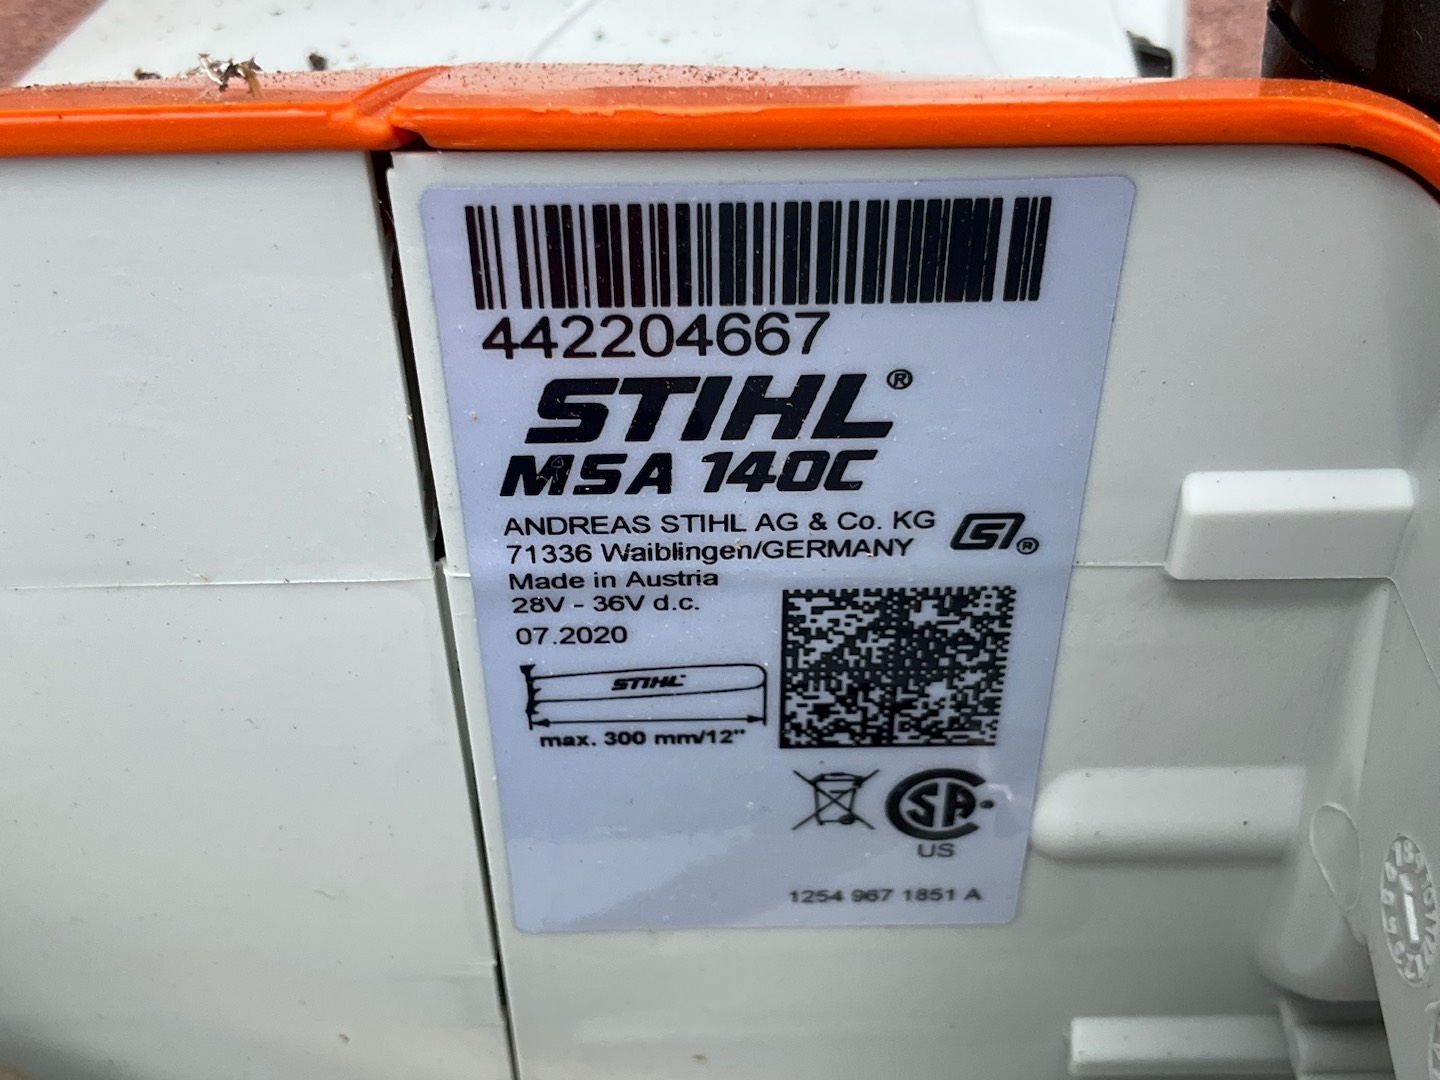 442204667
STIHL®
MSA 140C
ANDREAS STIHL AG & Co. KG
71336 Waiblingen/GERMANY
Made in Austria
28V - 36V d.c.
07.2020
STIHL
max. 300 mm/12"
CSA
US
1254 967 1851 A